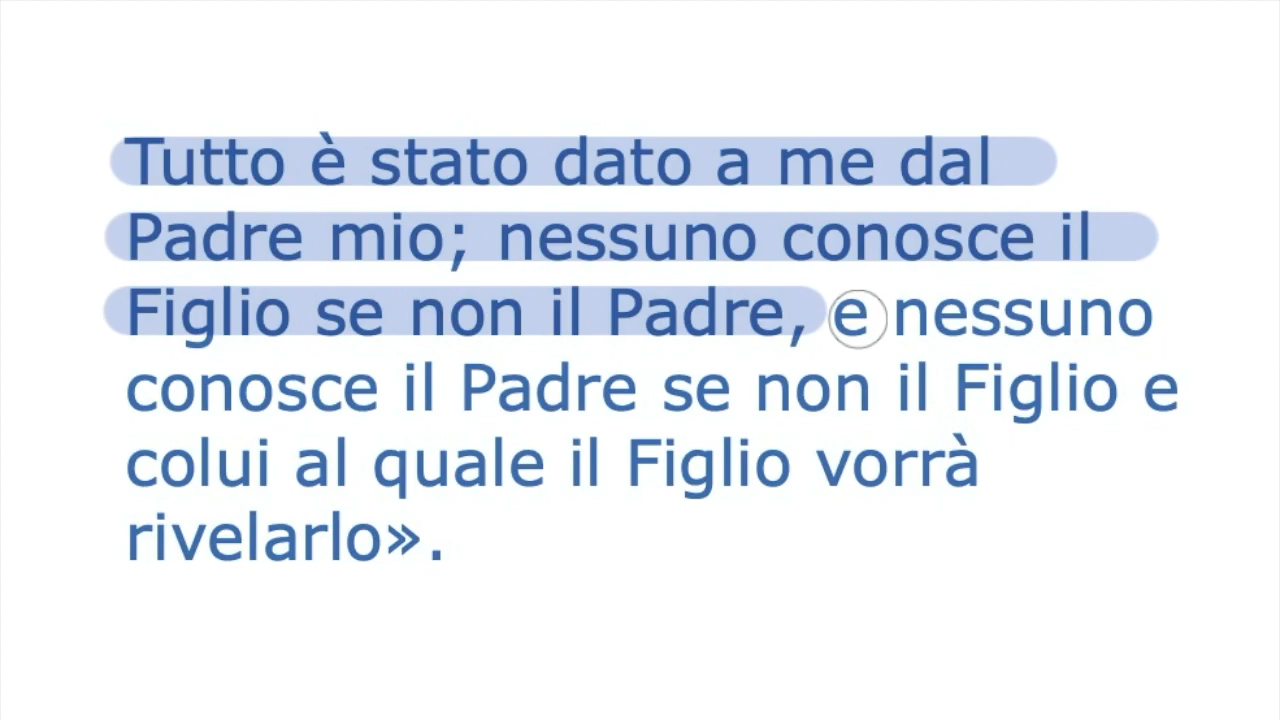 Tutto è stato dato a me dal
Padre mio; nessuno conosce il
Figlio se non il Padre, e nessuno
conosce il Padre se non il Figlio e
colui al quale il Figlio vorrà
rivelarlo».